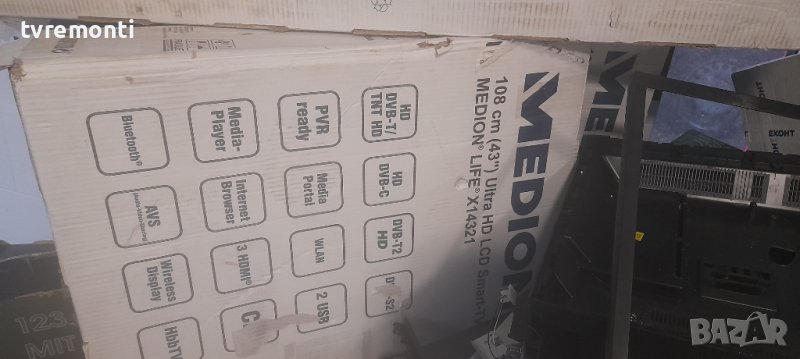 tvremonti
MEDION
108 cm (43") Ultra HD LCD Smart-TV
MEDION® LIFE® X14321
HD
DVB-T/
TNT HD
HD
DVB-C
DVB-T2
HD
PVR
ready
Media
Portal
WLAN
2 USB
Media-
Player
Internet
Browser
3 HDMI®
Bluetooth®
AVS
Wireless
Display
HbbTV
ЕКОНТ
BAZAR